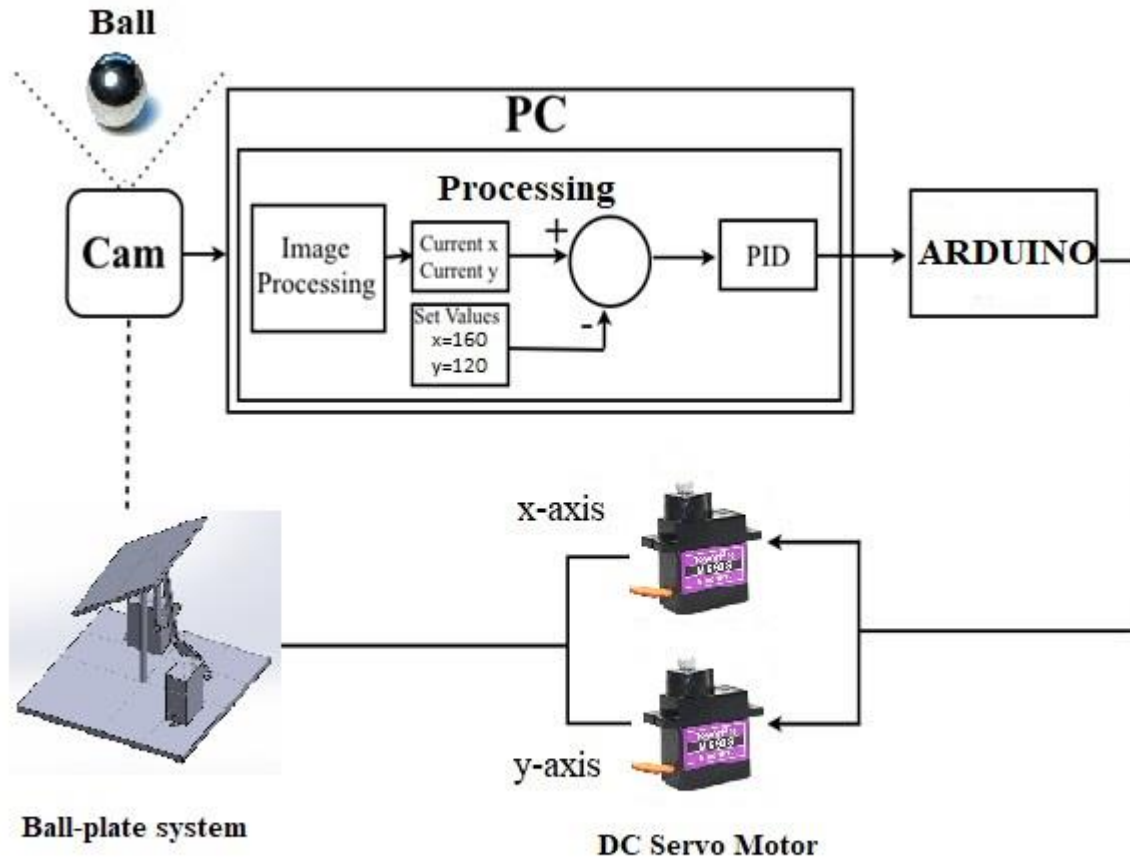 Ball
PC
Processing
Cam
Image
Processing
Current x
Current y
+
Set Values
x=160
y=120
-
PID
ARDUINO
x-axis
y-axis
Ball-plate system
DC Servo Motor